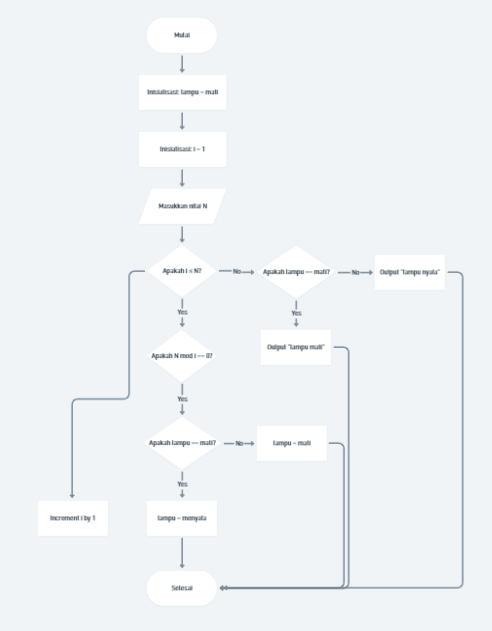 Mulai
Inisialisasi: lampu = mati
Inisialisasi: i = 1
Masukkan nilai N
Apakah i ≤ N?
No
Apakah lampu == mati?
No
Output "lampu nyala"
Yes
Yes
Output "lampu mati"
Apakah N mod i == 0?
Yes
Apakah lampu == mati?
No
lampu = mati
Yes
Increment i by 1
lampu = menyala
Selesai